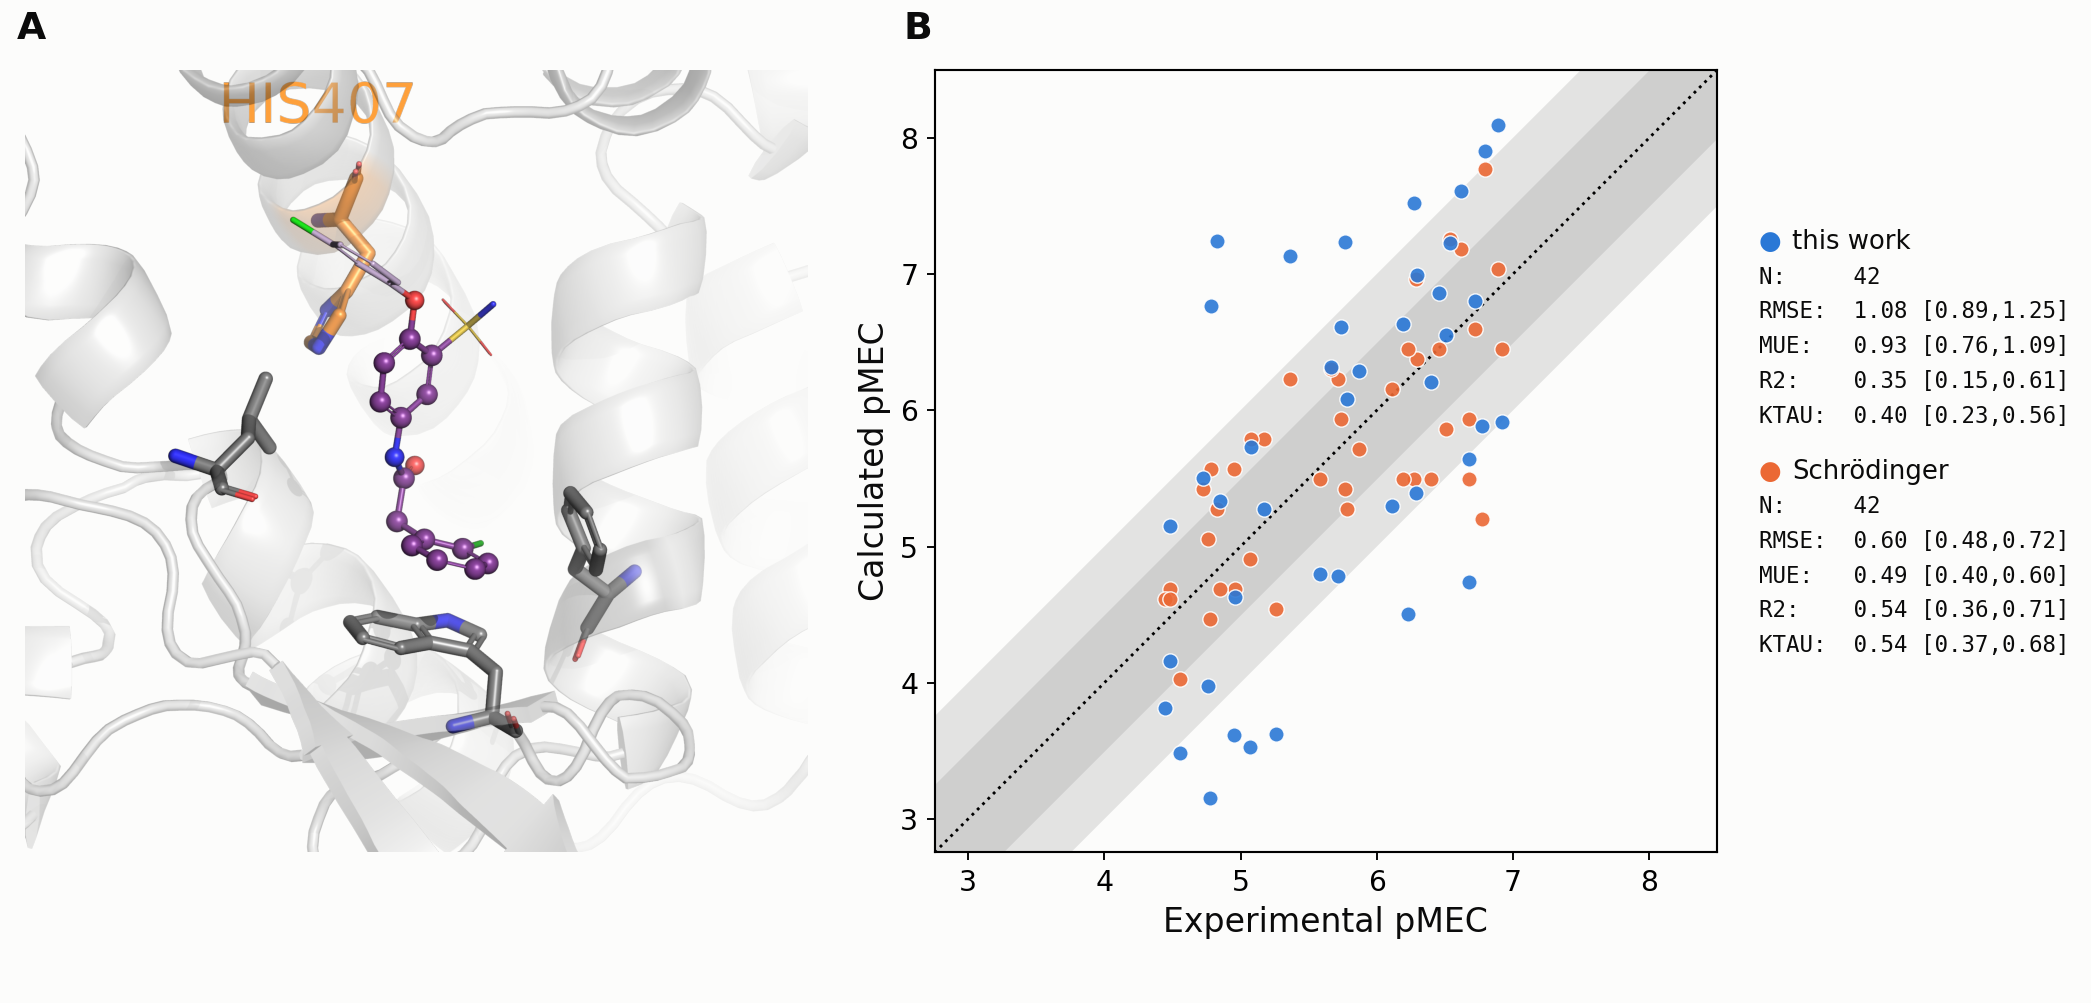 A
HIS407
B
8
7
6
5
4
3
Calculated pMEC
3 4 5 6 7 8
Experimental pMEC
this work
N: 42
RMSE: 1.08 [0.89,1.25]
MUE: 0.93 [0.76,1.09]
R2: 0.35 [0.15,0.61]
KTAU: 0.40 [0.23,0.56]
Schrödinger
N: 42
RMSE: 0.60 [0.48,0.72]
MUE: 0.49 [0.40,0.60]
R2: 0.54 [0.36,0.71]
KTAU: 0.54 [0.37,0.68]